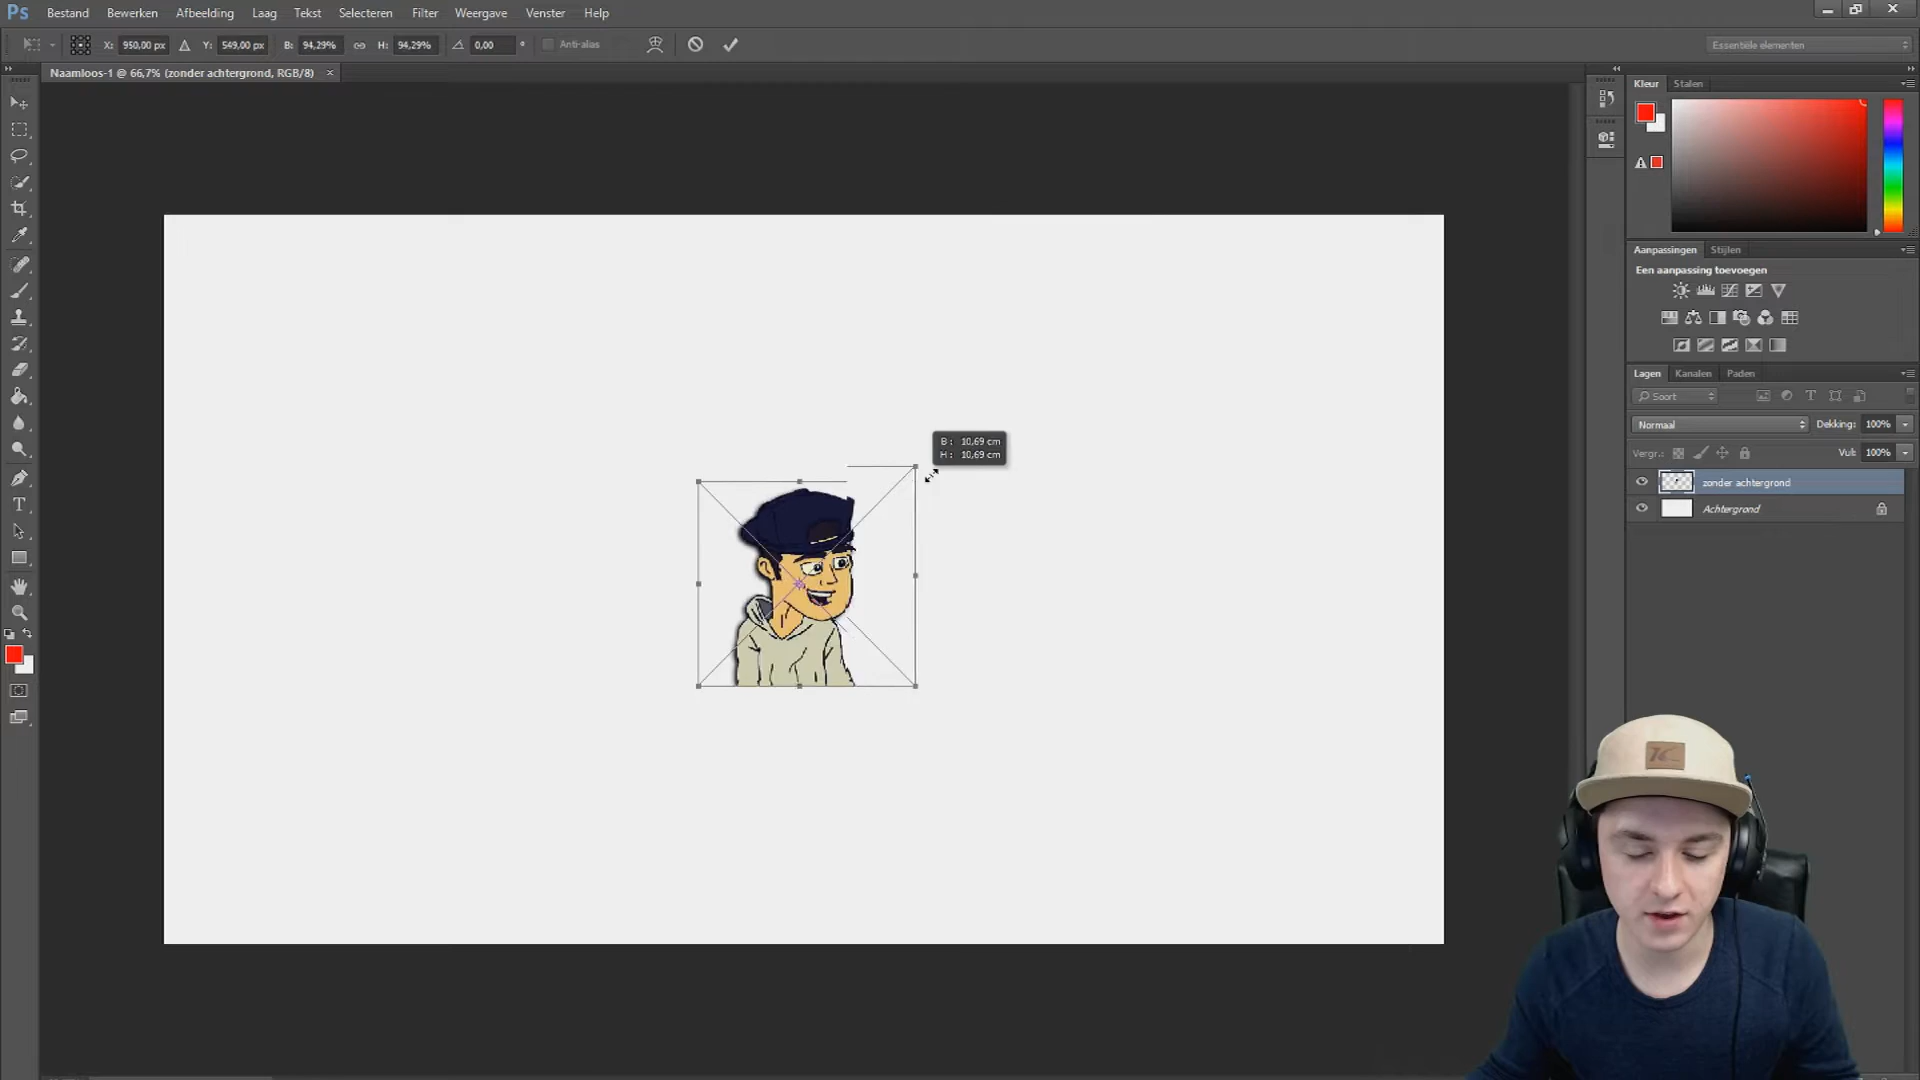 Ps Bestand Bewerken Afbeelding Laag Tekst Selecteren Filter Weergave Venster Help
X: 950,00 px Y: 549,00 px B: 94,29% H: 94,29% 0,00 ° Anti-alias Essentiële elementen
Naamloos-1 @ 66,7% (zonder achtergrond, RGB/8) ×
Kleur Stalen
Aanpassingen Stijlen
Een aanpassing toevoegen
Lagen Kanalen Paden
Soort
Normaal Dekking: 100%
Vergr.: Vul: 100%
zonder achtergrond
Achtergrond
B: 10,69 cm
H: 10,69 cm